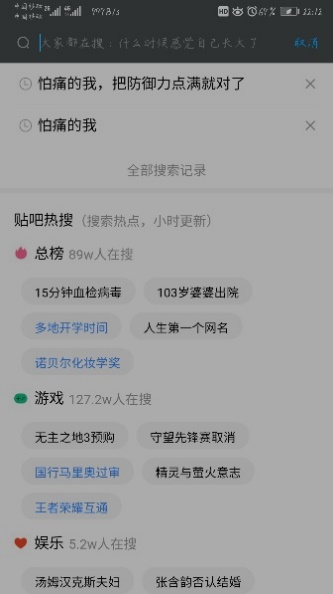 777B/s HD 67% 22:12
大家都在搜：什么时候感觉自己长大了 取消
怕痛的我，把防御力点满就对了
怕痛的我
全部搜索记录
贴吧热搜（搜索热点，小时更新）
总榜 89w人在搜
15分钟血检病毒 103岁婆婆出院
多地开学时间 人生第一个网名
诺贝尔化妆学奖
游戏 127.2w人在搜
无主之地3预购 守望先锋赛取消
国行马里奥过审 精灵与萤火意志
王者荣耀互通
娱乐 5.2w人在搜
汤姆汉克斯夫妇 张含韵否认结婚